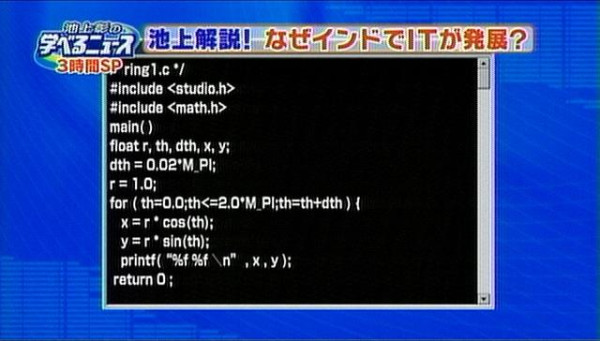 池上彰の
学べるニュース
3時間SP
池上解説! なぜインドでITが発展?
/* ring1.c */
#include <studio.h>
#include <math.h>
main( )
float r, th, dth, x, y;
dth = 0.02*M_PI;
r = 1.0;
for ( th=0.0;th<=2.0*M_PI;th=th+dth ) {
x = r * cos(th);
y = r * sin(th);
printf( "%f %f \n" , x , y );
return 0 ;